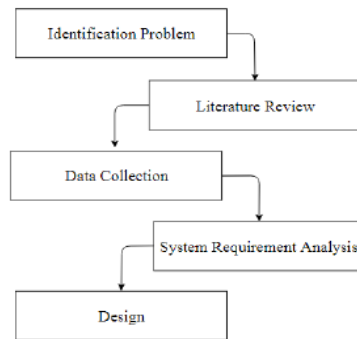 Identification Problem
Literature Review
Data Collection
System Requirement Analysis
Design